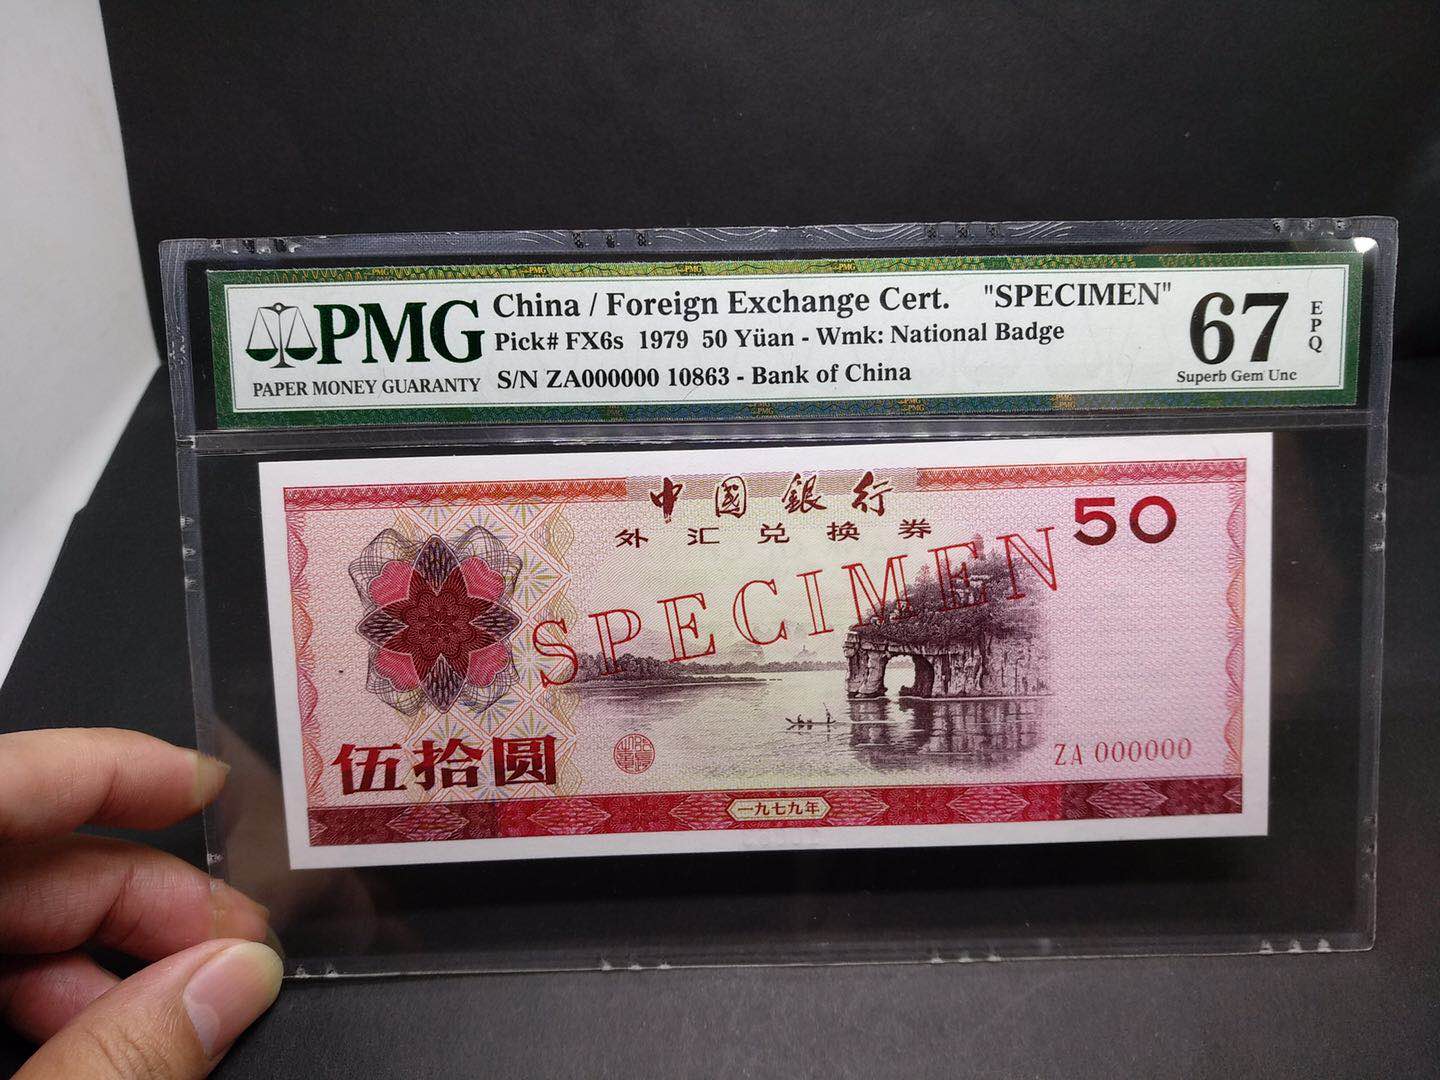 PMG
PAPER MONEY GUARANTY
China / Foreign Exchange Cert. "SPECIMEN"
Pick# FX6s 1979 50 Yüan - Wmk: National Badge
S/N ZA000000 10863 - Bank of China
67
EPQ
Superb Gem Unc
中国銀行
外汇兑换券
50
SPECIMEN
伍拾圆
ZA 000000
一九七九年